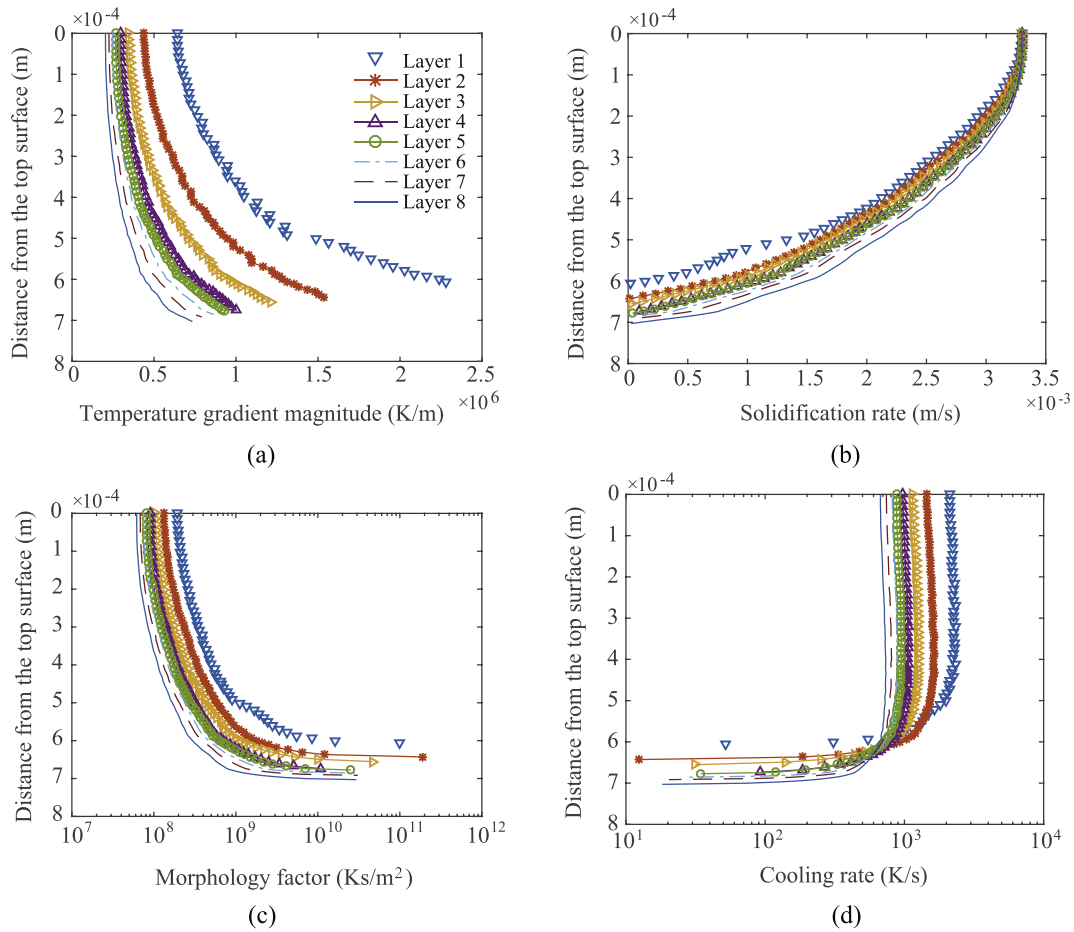 ×10⁻⁴
0
1
2
3
4
5
6
7
8
Distance from the top surface (m)
Layer 1
Layer 2
Layer 3
Layer 4
Layer 5
Layer 6
Layer 7
Layer 8
0 0.5 1 1.5 2 2.5
×10⁶
Temperature gradient magnitude (K/m)
(a)
×10⁻⁴
0
1
2
3
4
5
6
7
8
Distance from the top surface (m)
0 0.5 1 1.5 2 2.5 3 3.5
×10⁻³
Solidification rate (m/s)
(b)
×10⁻⁴
0
1
2
3
4
5
6
7
8
Distance from the top surface (m)
10⁷ 10⁸ 10⁹ 10¹⁰ 10¹¹ 10¹²
Morphology factor (Ks/m²)
(c)
×10⁻⁴
0
1
2
3
4
5
6
7
8
Distance from the top surface (m)
10¹ 10² 10³ 10⁴
Cooling rate (K/s)
(d)